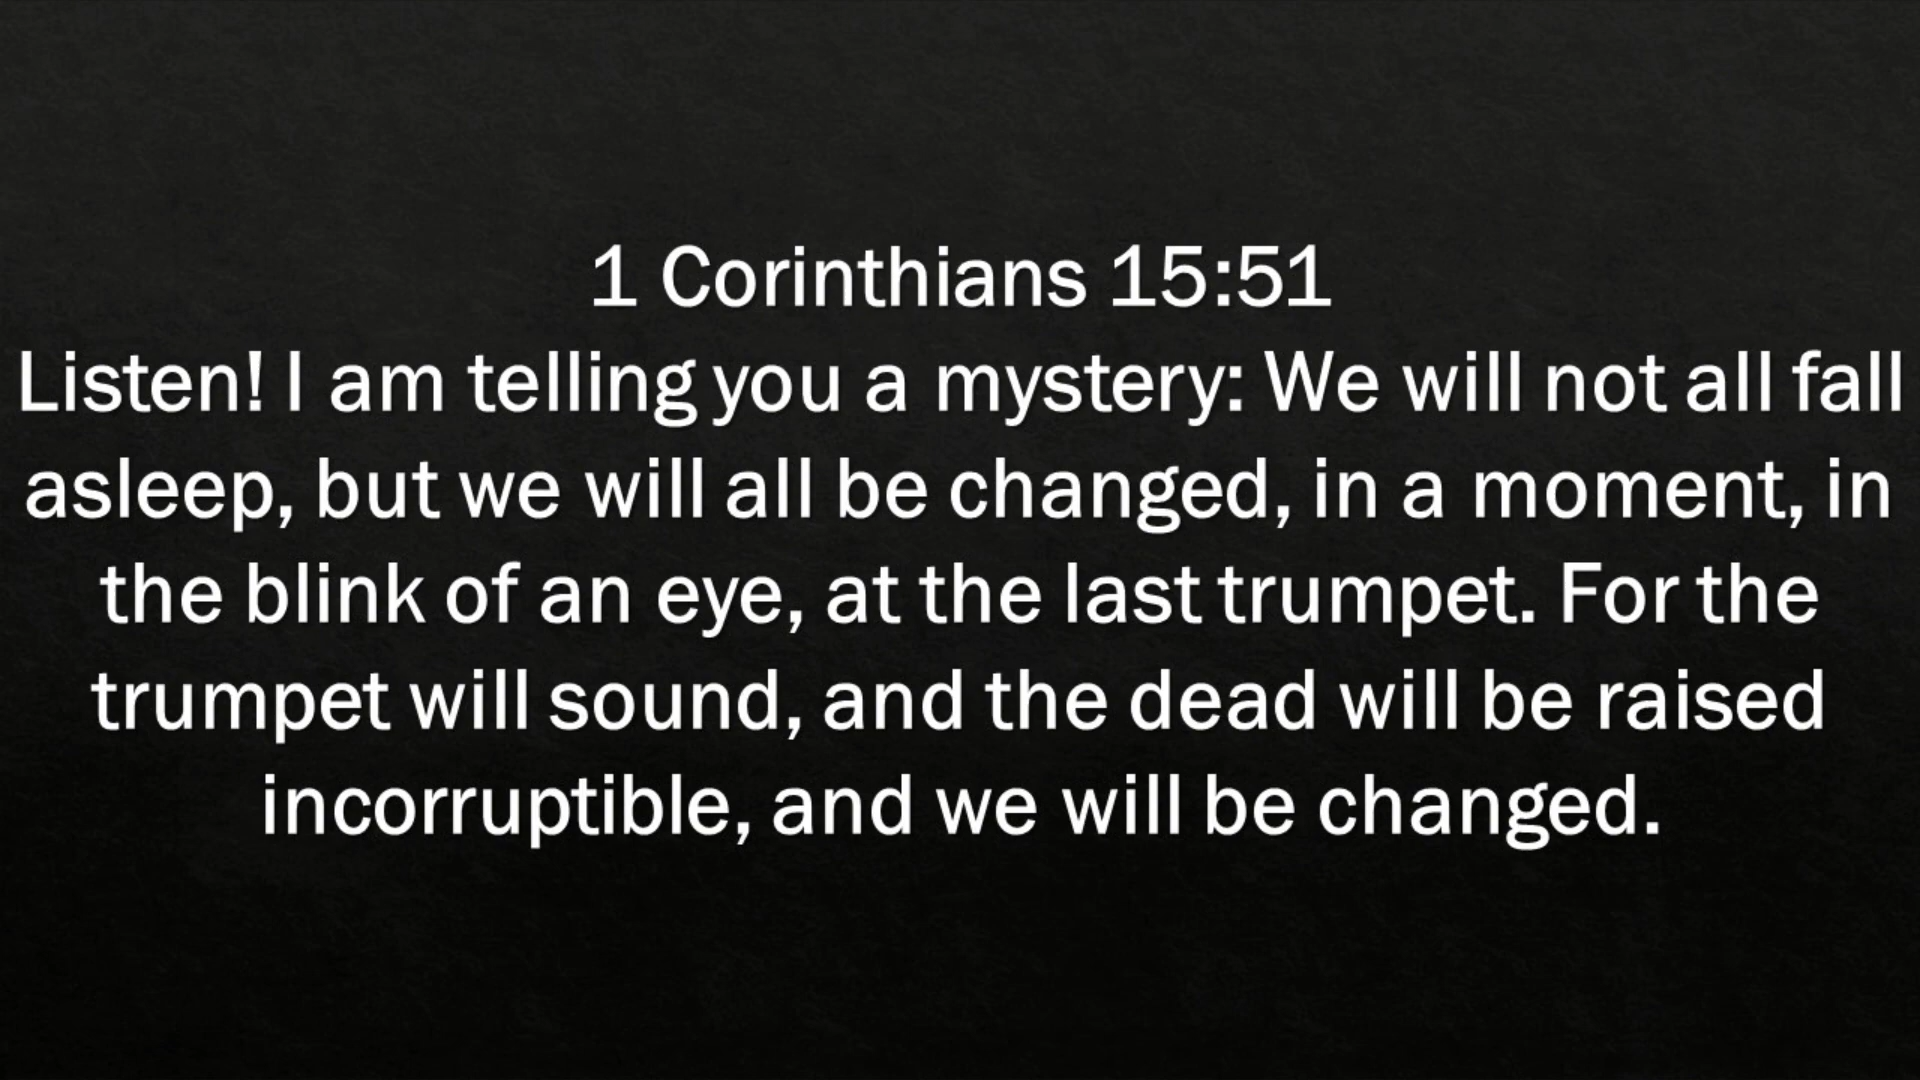 1 Corinthians 15:51
Listen! I am telling you a mystery: We will not all fall
asleep, but we will all be changed, in a moment, in
the blink of an eye, at the last trumpet. For the
trumpet will sound, and the dead will be raised
incorruptible, and we will be changed.